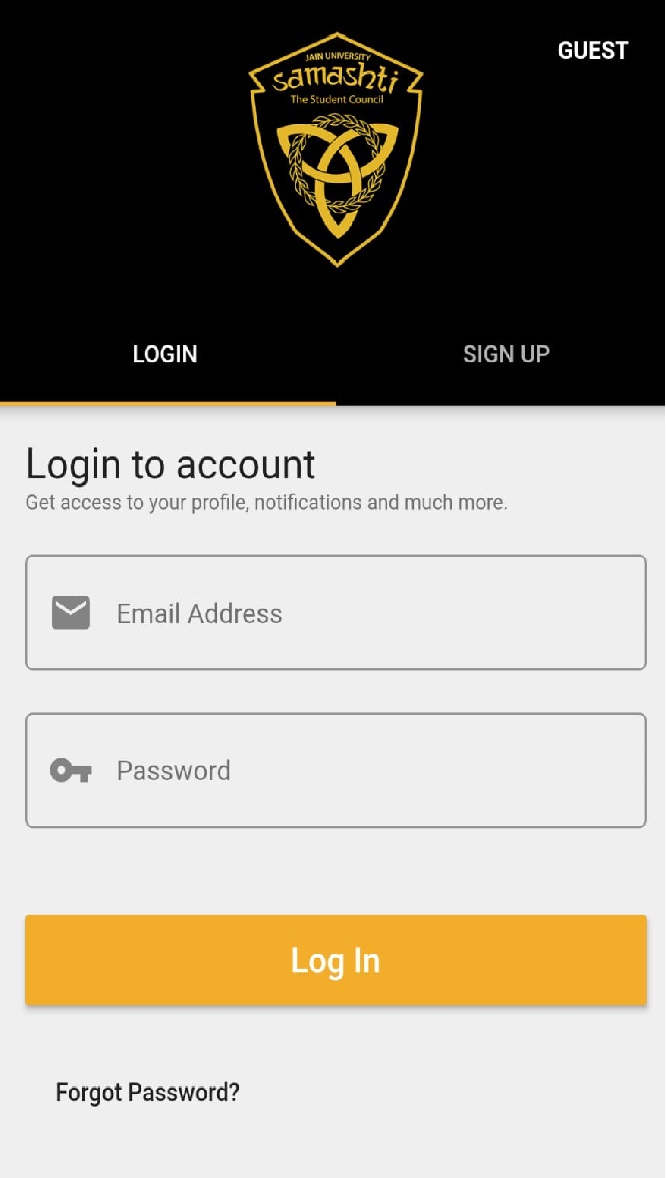 GUEST
JAIN UNIVERSITY
samashti
The Student Council
LOGIN
SIGN UP
Login to account
Get access to your profile, notifications and much more.
Email Address
Password
Log In
Forgot Password?